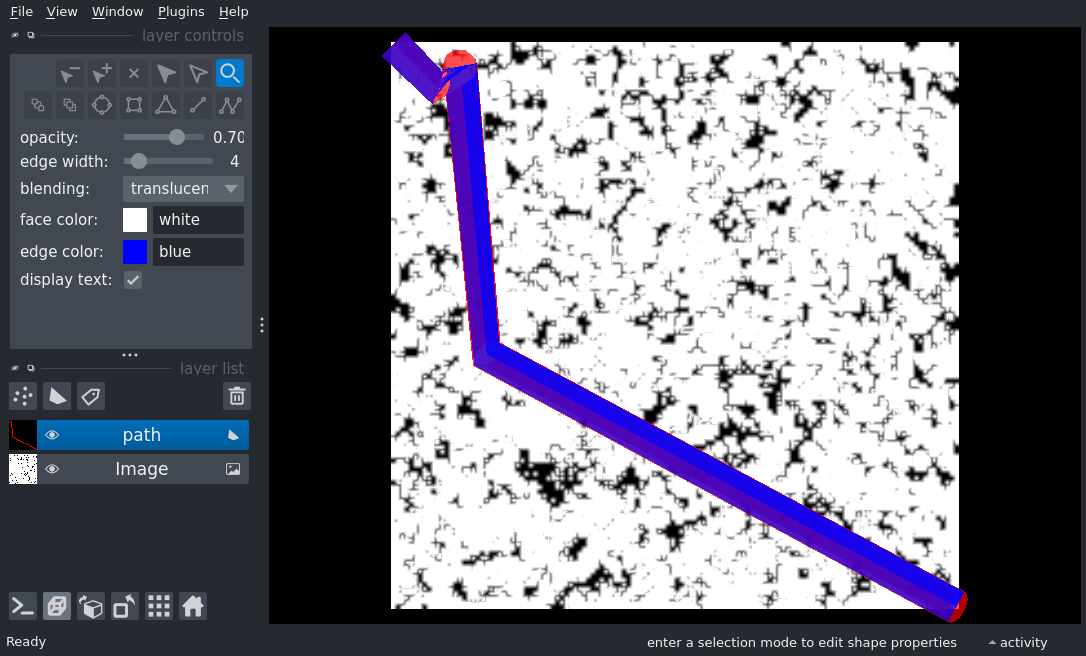 File View Window Plugins Help
layer controls
opacity: 0.70
edge width: 4
blending: translucen
face color: white
edge color: blue
display text:
layer list
path
Image
Ready
enter a selection mode to edit shape properties
activity